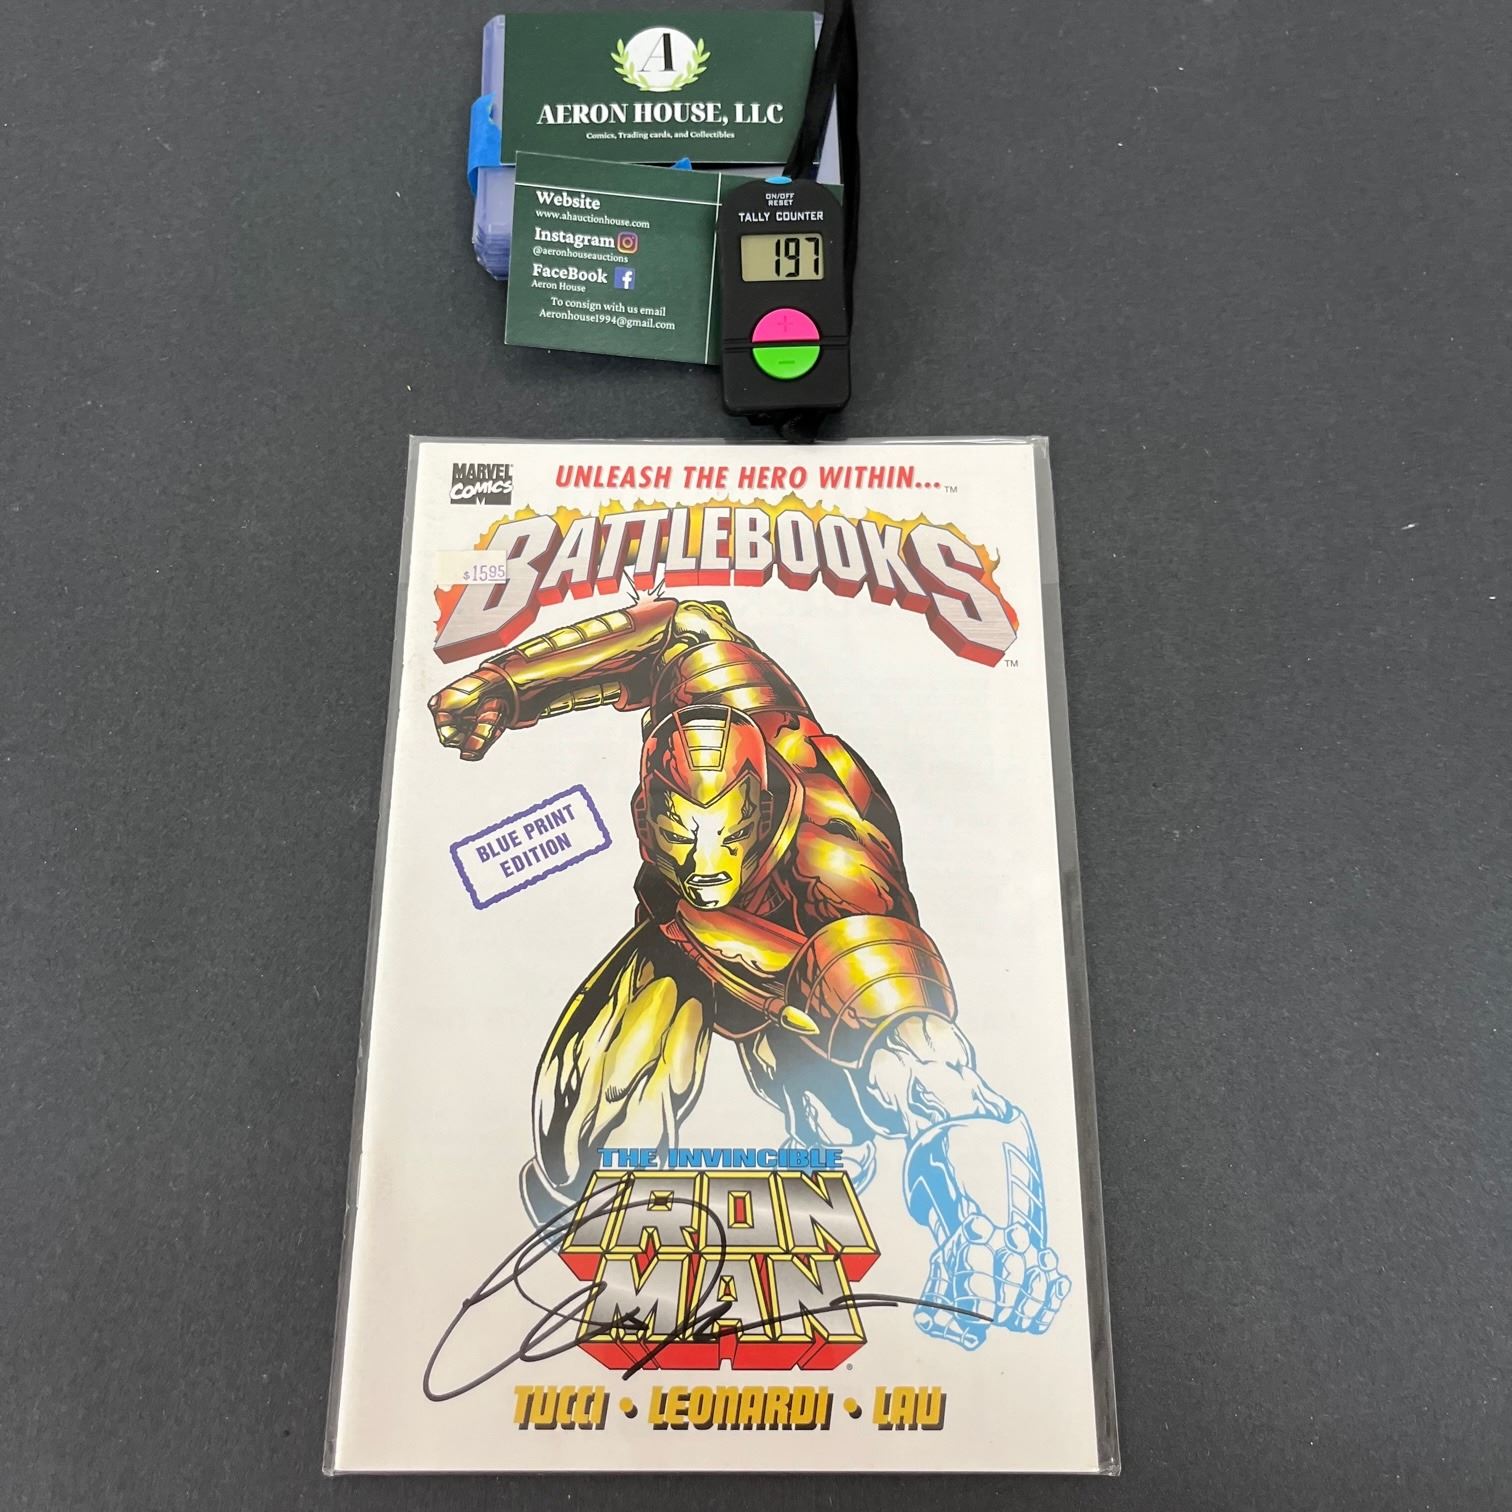 A
AERON HOUSE, LLC
Comics, Trading cards, and Collectibles
Website
www.ahauctionhouse.com
Instagram
@aeronhouseauctions
FaceBook f
Aeron House
To consign with us email
Aeronhouse1994@gmail.com
ON/OFF
RESET
TALLY COUNTER
197
+
−
MARVEL
COMICS
M
UNLEASH THE HERO WITHIN...™
BATTLEBOOKS™
$15.95
BLUE PRINT
EDITION
THE INVINCIBLE
IRON
MAN®
TUCCI • LEONARDI • LAU